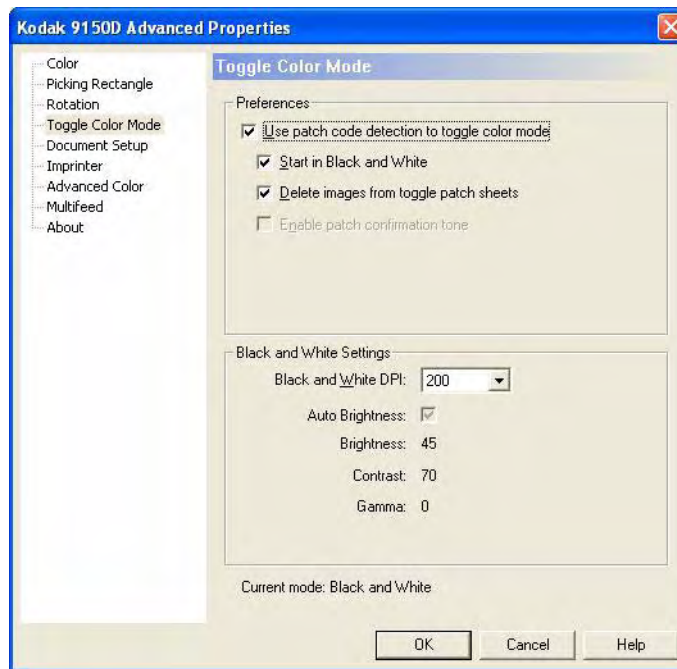 Kodak 9150D Advanced Properties
Color
Picking Rectangle
Rotation
Toggle Color Mode
Document Setup
Imprinter
Advanced Color
Multifeed
About
Toggle Color Mode
Preferences
Use patch code detection to toggle color mode
Start in Black and White
Delete images from toggle patch sheets
Enable patch confirmation tone
Black and White Settings
Black and White DPI: 200
Auto Brightness:
Brightness: 45
Contrast: 70
Gamma: 0
Current mode: Black and White
OK Cancel Help